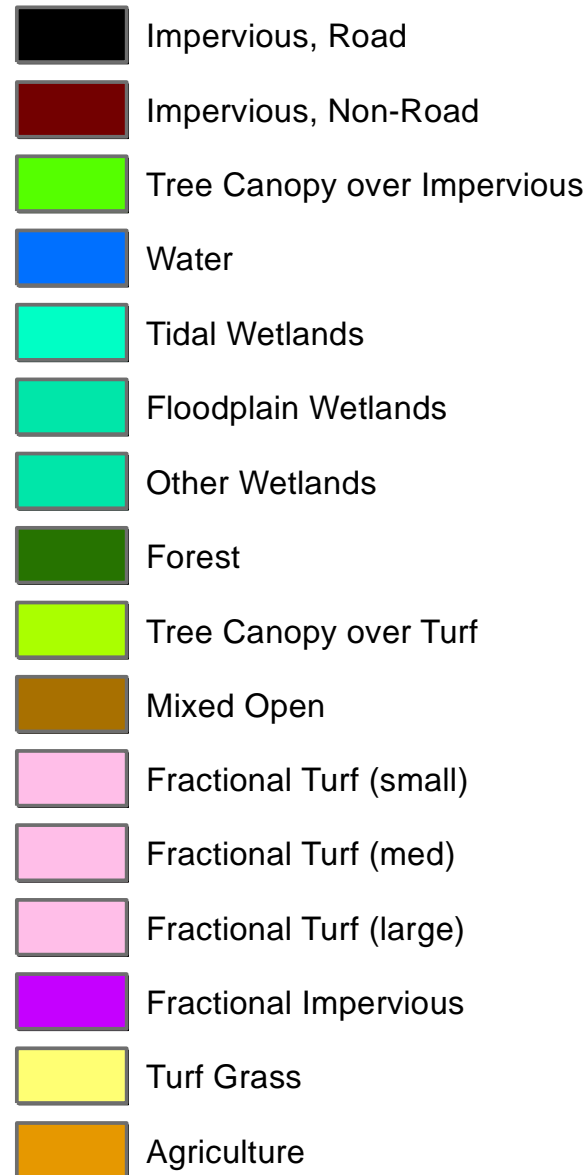 Impervious, Road
Impervious, Non-Road
Tree Canopy over Impervious
Water
Tidal Wetlands
Floodplain Wetlands
Other Wetlands
Forest
Tree Canopy over Turf
Mixed Open
Fractional Turf (small)
Fractional Turf (med)
Fractional Turf (large)
Fractional Impervious
Turf Grass
Agriculture